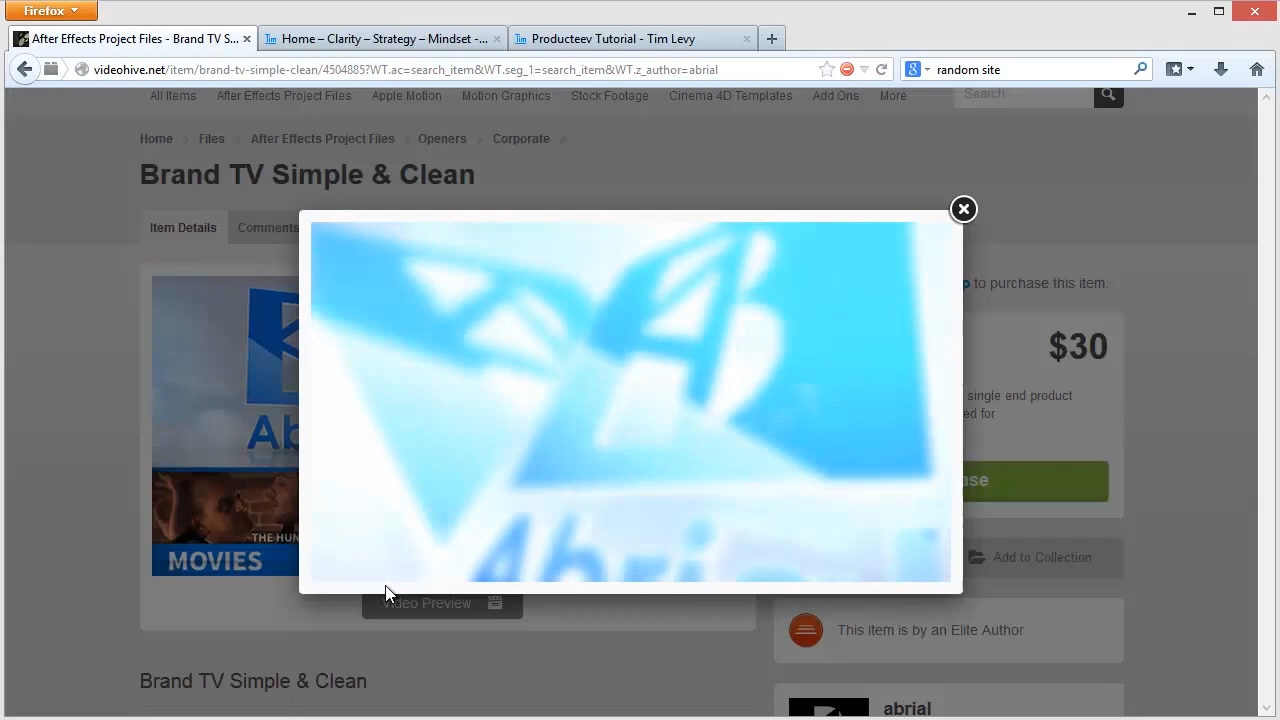 Firefox
After Effects Project Files - Brand TV S...
Home – Clarity – Strategy – Mindset -...
Producteev Tutorial - Tim Levy
videohive.net/item/brand-tv-simple-clean/4504885?WT.ac=search_item&WT.seg_1=search_item&WT.z_author=abrial
random site
All Items After Effects Project Files Apple Motion Motion Graphics Stock Footage Cinema 4D Templates Add Ons More Search
Home Files After Effects Project Files Openers Corporate
Brand TV Simple & Clean
Item Details Comments
to purchase this item.
$30
single end product
MOVIES
Add to Collection
Video Preview
This item is by an Elite Author
Brand TV Simple & Clean
abrial